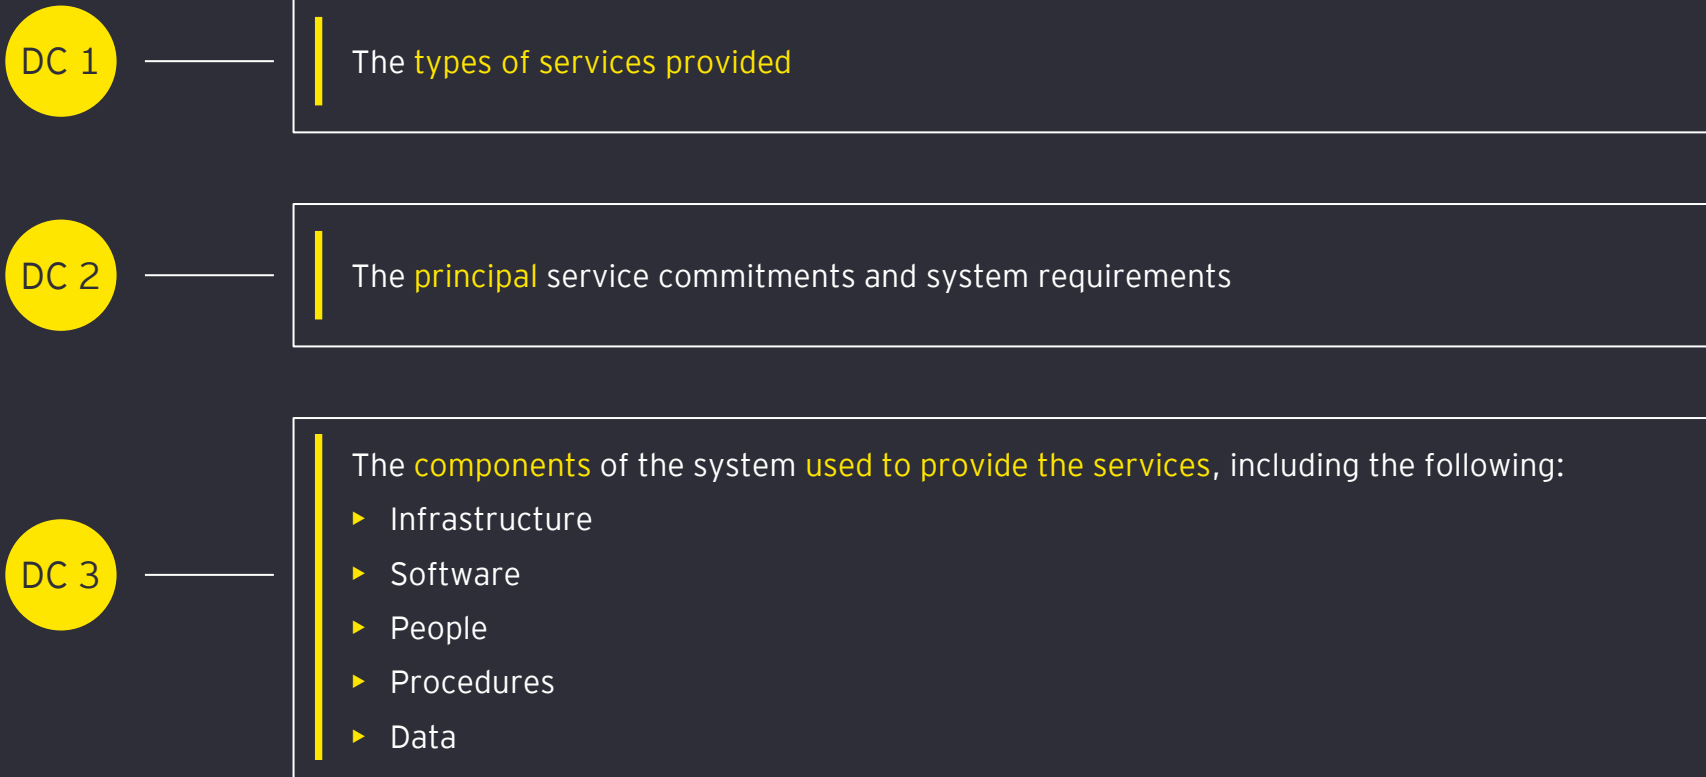 DC 1
The types of services provided
DC 2
The principal service commitments and system requirements
DC 3
The components of the system used to provide the services, including the following:
Infrastructure
Software
People
Procedures
Data